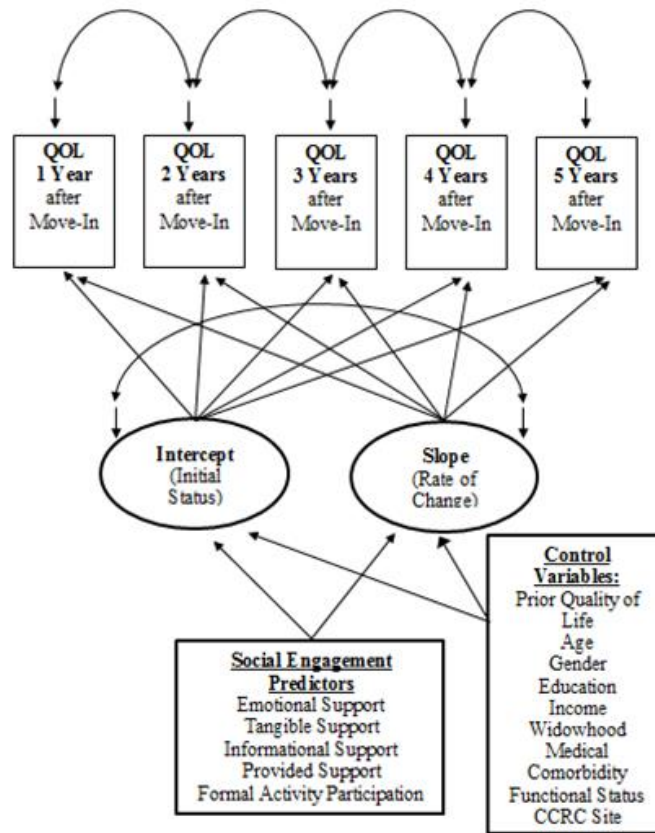 QOL
1 Year
after
Move-In
QOL
2 Years
after
Move-In
QOL
3 Years
after
Move-In
QOL
4 Years
after
Move-In
QOL
5 Years
after
Move-In
Intercept
(Initial
Status)
Slope
(Rate of
Change)
Social Engagement
Predictors
Emotional Support
Tangible Support
Informational Support
Provided Support
Formal Activity Participation
Control
Variables:
Prior Quality of
Life
Age
Gender
Education
Income
Widowhood
Medical
Comorbidity
Functional Status
CCRC Site